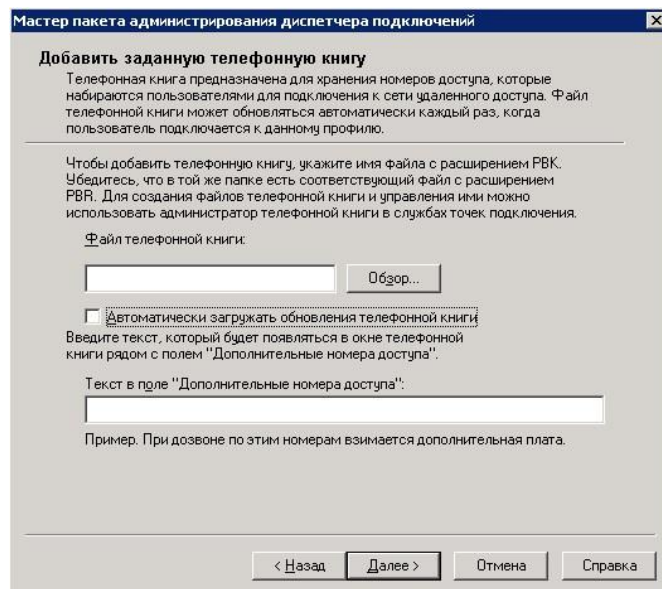 Мастер пакета администрирования диспетчера подключений
Добавить заданную телефонную книгу
Телефонная книга предназначена для хранения номеров доступа, которые
набираются пользователями для подключения к сети удаленного доступа. Файл
телефонной книги может обновляться автоматически каждый раз, когда
пользователь подключается к данному профилю.
Чтобы добавить телефонную книгу, укажите имя файла с расширением PBK.
Убедитесь, что в той же папке есть соответствующий файл с расширением
PBR. Для создания файлов телефонной книги и управления ими можно
использовать администратор телефонной книги в службах точек подключения.
Файл телефонной книги:
Обзор...
Автоматически загружать обновления телефонной книги
Введите текст, который будет появляться в окне телефонной
книги рядом с полем "Дополнительные номера доступа".
Текст в поле "Дополнительные номера доступа":
Пример. При дозвоне по этим номерам взимается дополнительная плата.
< Назад Далее > Отмена Справка